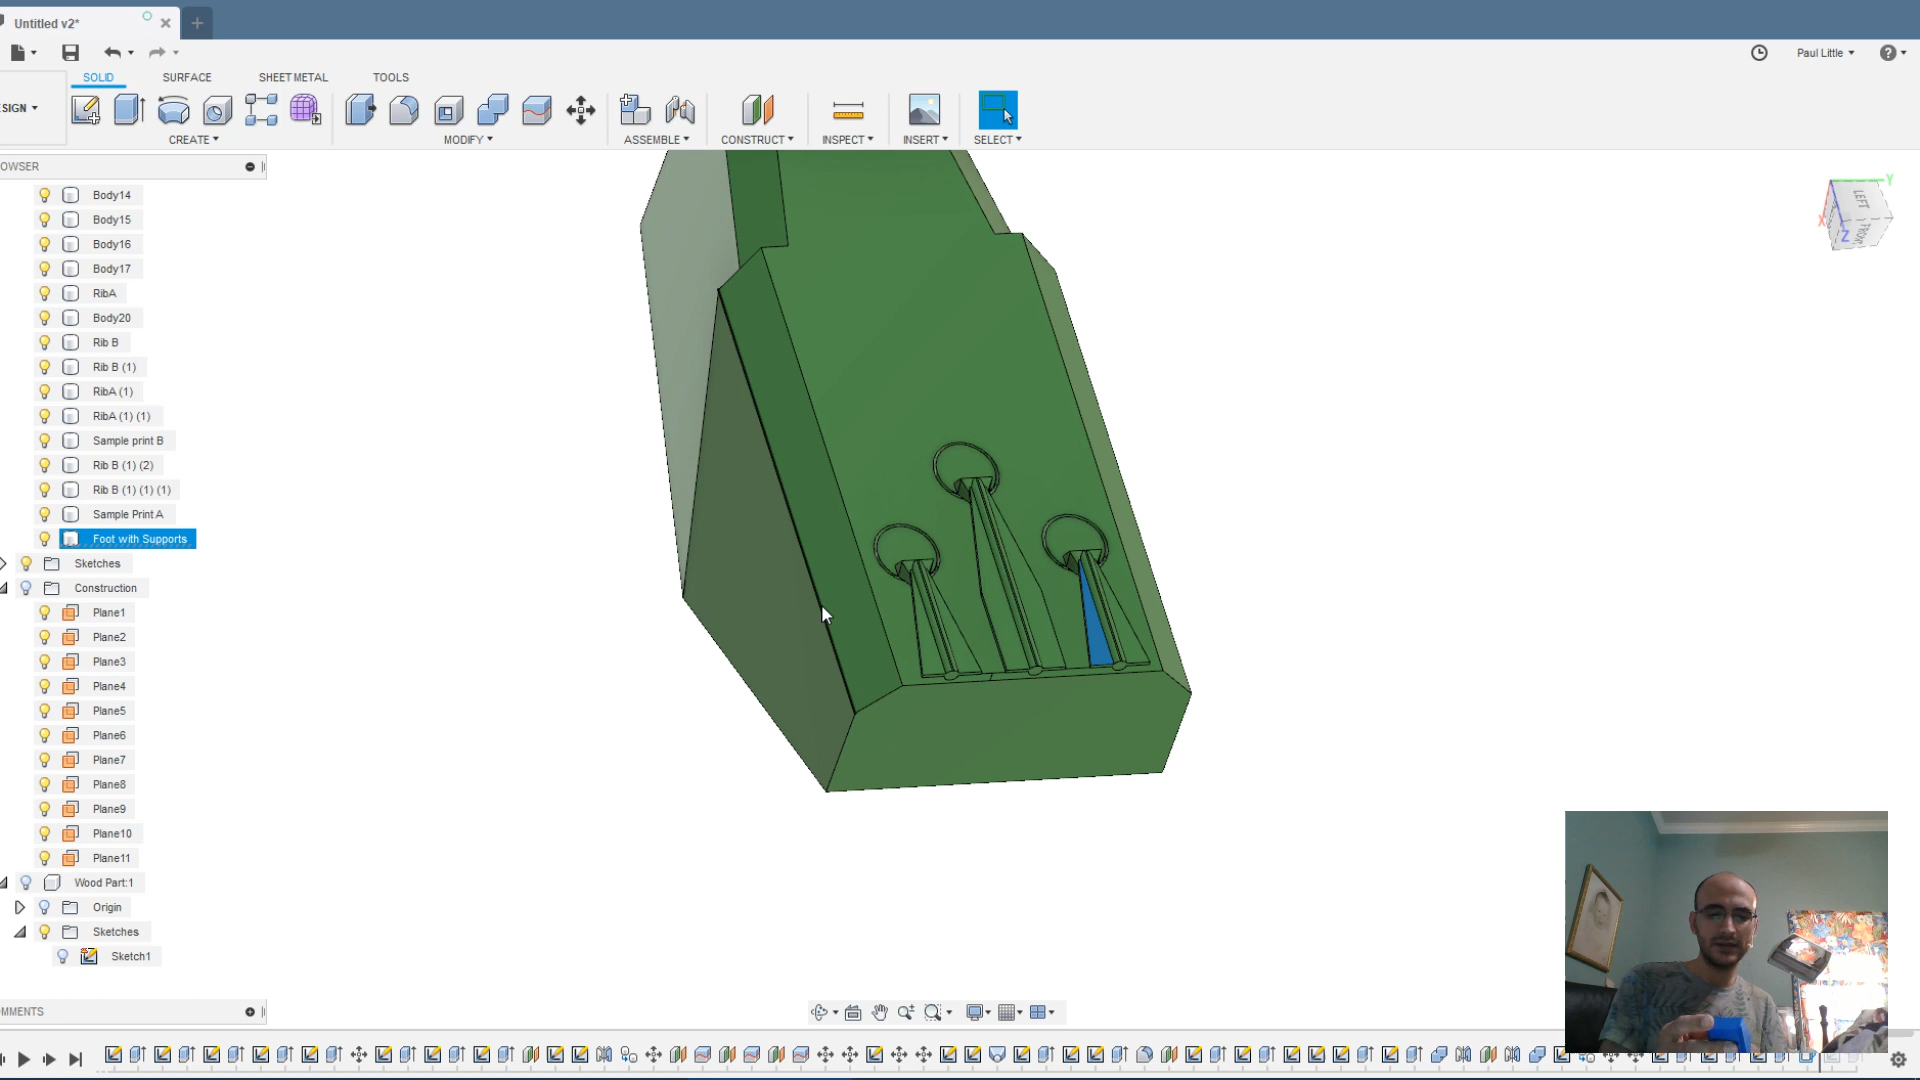 Untitled v2*
Paul Little
SOLID SURFACE SHEET METAL TOOLS
SIGN
CREATE MODIFY ASSEMBLE CONSTRUCT INSPECT INSERT SELECT
OWSER
Body14
Body15
Body16
Body17
RibA
Body20
Rib B
Rib B (1)
RibA (1)
RibA (1) (1)
Sample print B
Rib B (1) (2)
Rib B (1) (1) (1)
Sample Print A
Foot with Supports
Sketches
Construction
Plane1
Plane2
Plane3
Plane4
Plane5
Plane6
Plane7
Plane8
Plane9
Plane10
Plane11
Wood Part:1
Origin
Sketches
Sketch1
MMENTS
Y
LEFT
X
Z
FRONT